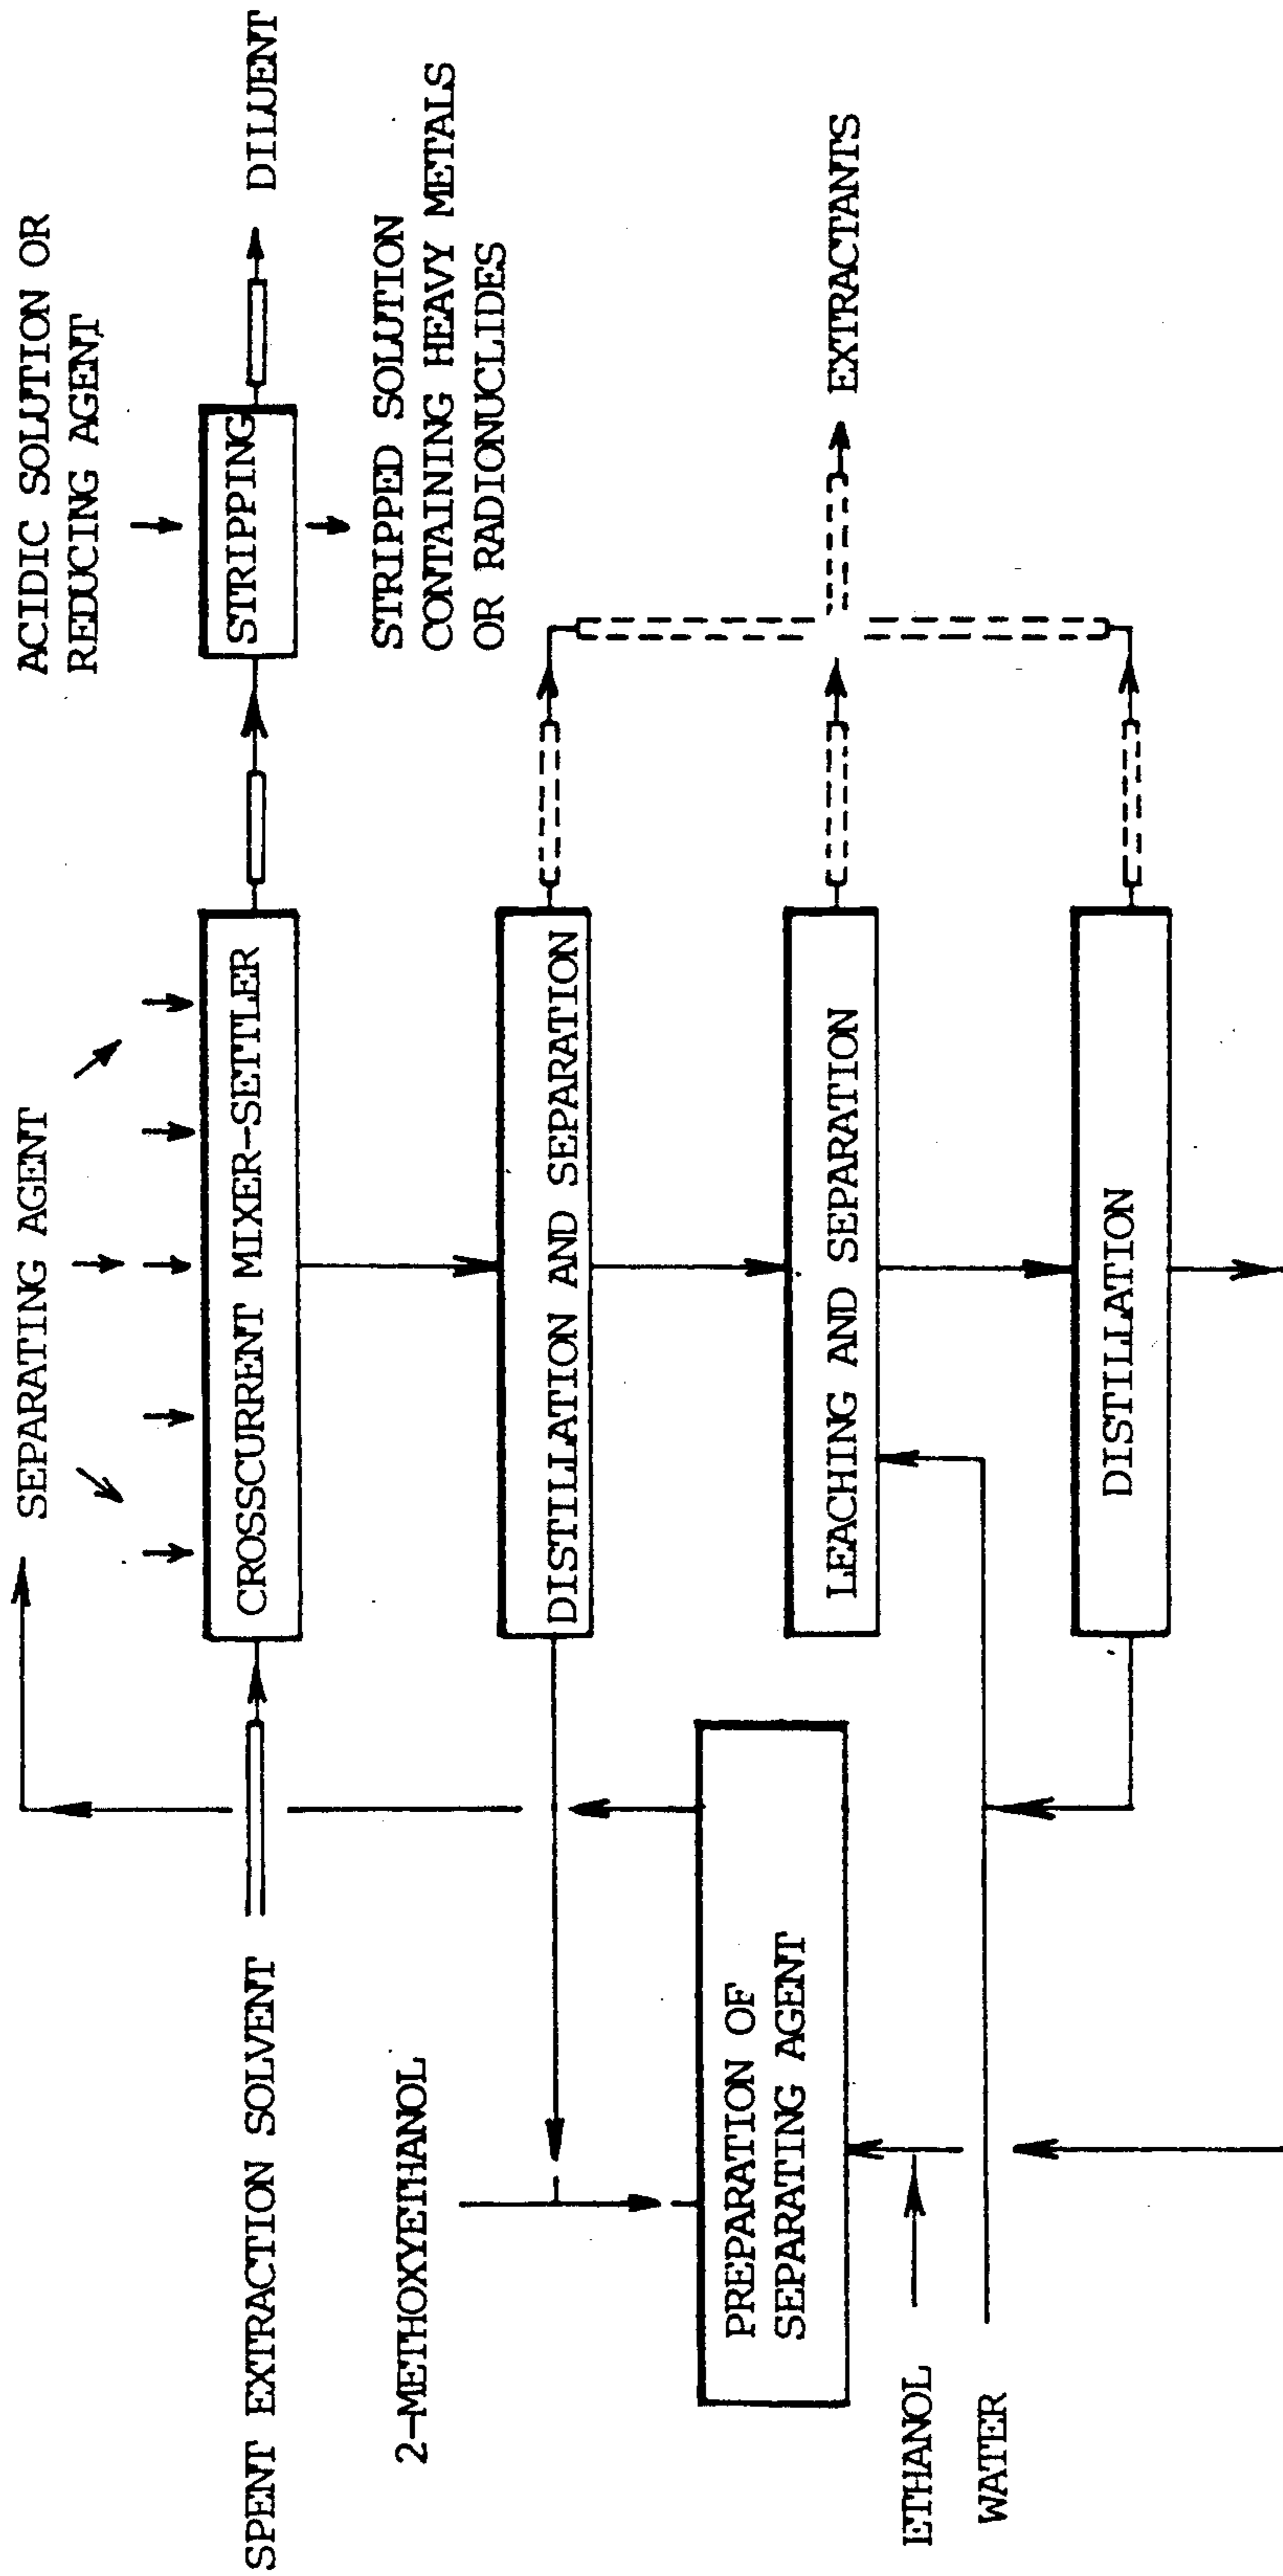 SEPARATING AGENT
ACIDIC SOLUTION OR
REDUCING AGENT
SPENT EXTRACTION SOLVENT
CROSSCURRENT MIXER-SETTLER
STRIPPING
DILUENT
STRIPPED SOLUTION
CONTAINING HEAVY METALS
OR RADIONUCLIDES
2-METHOXYETHANOL
DISTILLATION AND SEPARATION
PREPARATION OF
SEPARATING AGENT
LEACHING AND SEPARATION
EXTRACTANTS
ETHANOL
WATER
DISTILLATION